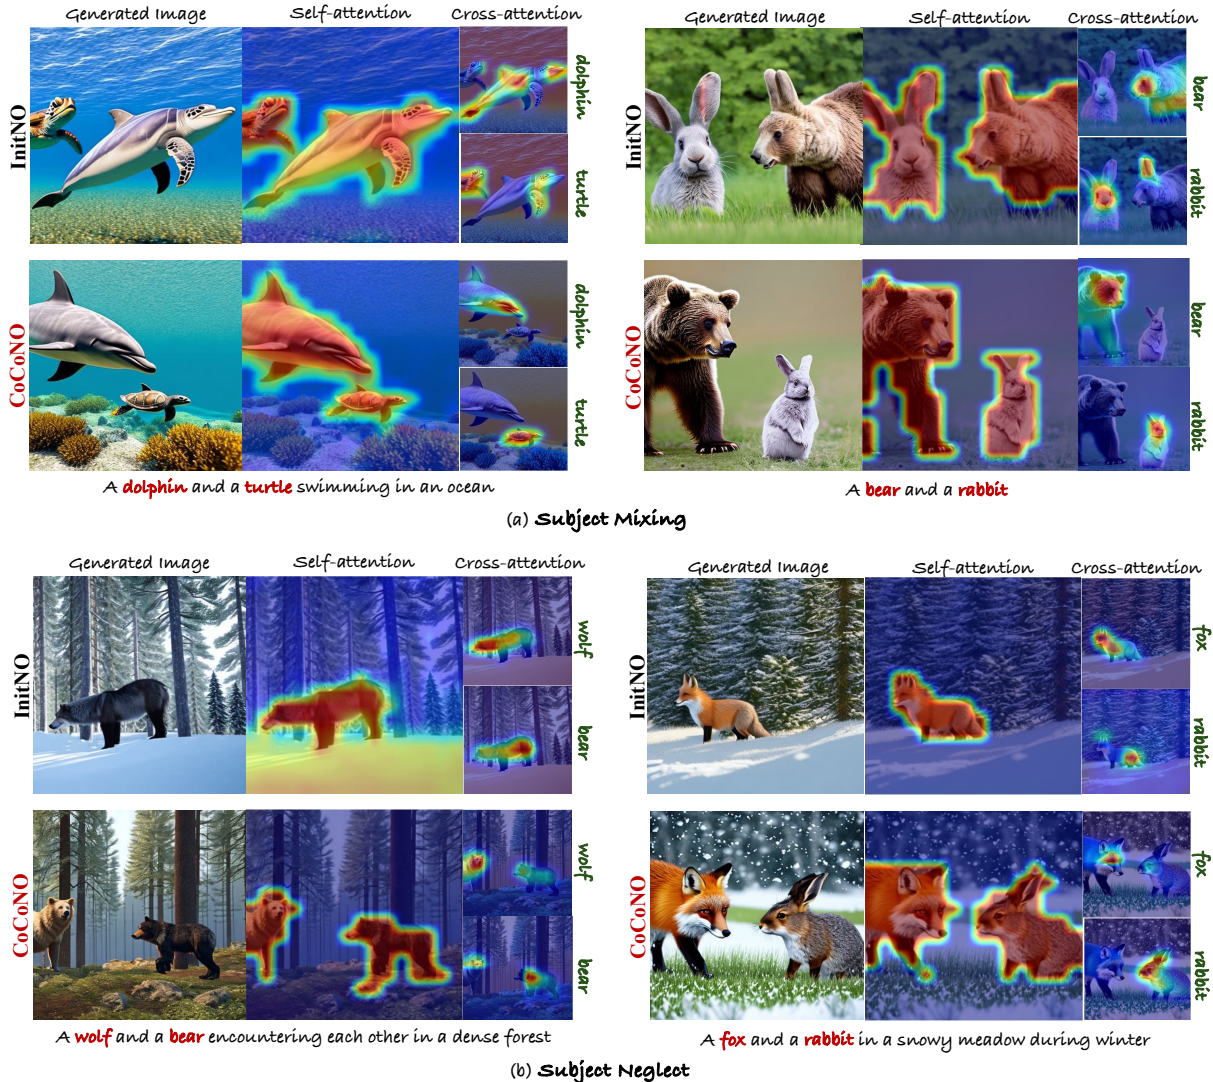 Generated Image Self-attention Cross-attention Generated Image Self-attention Cross-attention
InitNO
dolphin
turtle
InitNO
bear
rabbit
CoCoNO
dolphin
turtle
CoCoNO
bear
rabbit
A dolphin and a turtle swimming in an ocean
A bear and a rabbit
(a) Subject Mixing
Generated Image Self-attention Cross-attention Generated Image Self-attention Cross-attention
InitNO
wolf
bear
InitNO
fox
rabbit
CoCoNO
wolf
bear
CoCoNO
fox
rabbit
A wolf and a bear encountering each other in a dense forest
A fox and a rabbit in a snowy meadow during winter
(b) Subject Neglect